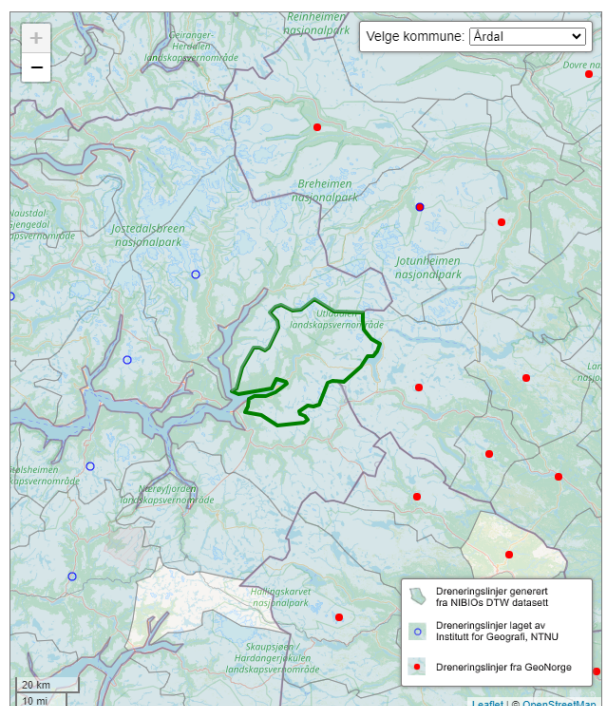 +
−
Velge kommune: Årdal
Reinheimen
nasjonalpark
Geiranger-
Herdalen
landskapsvernområde
Dovre na
Breheimen
nasjonalpark
Jostedalsbreen
nasjonalpark
Jotunheimen
nasjonalpark
Utladalen
landskapsvernområde
Nærøyfjorden
landskapsvernområde
Hallingskarvet
nasjonalpark
Skaupsjøen /
Hardangerjøkulen
landskapsvernområde
Dreneringslinjer generert
fra NIBIOs DTW datasett
Dreneringslinjer laget av
Institutt for Geografi, NTNU
Dreneringslinjer fra GeoNorge
20 km
10 mi
Leaflet | © OpenStreetMap